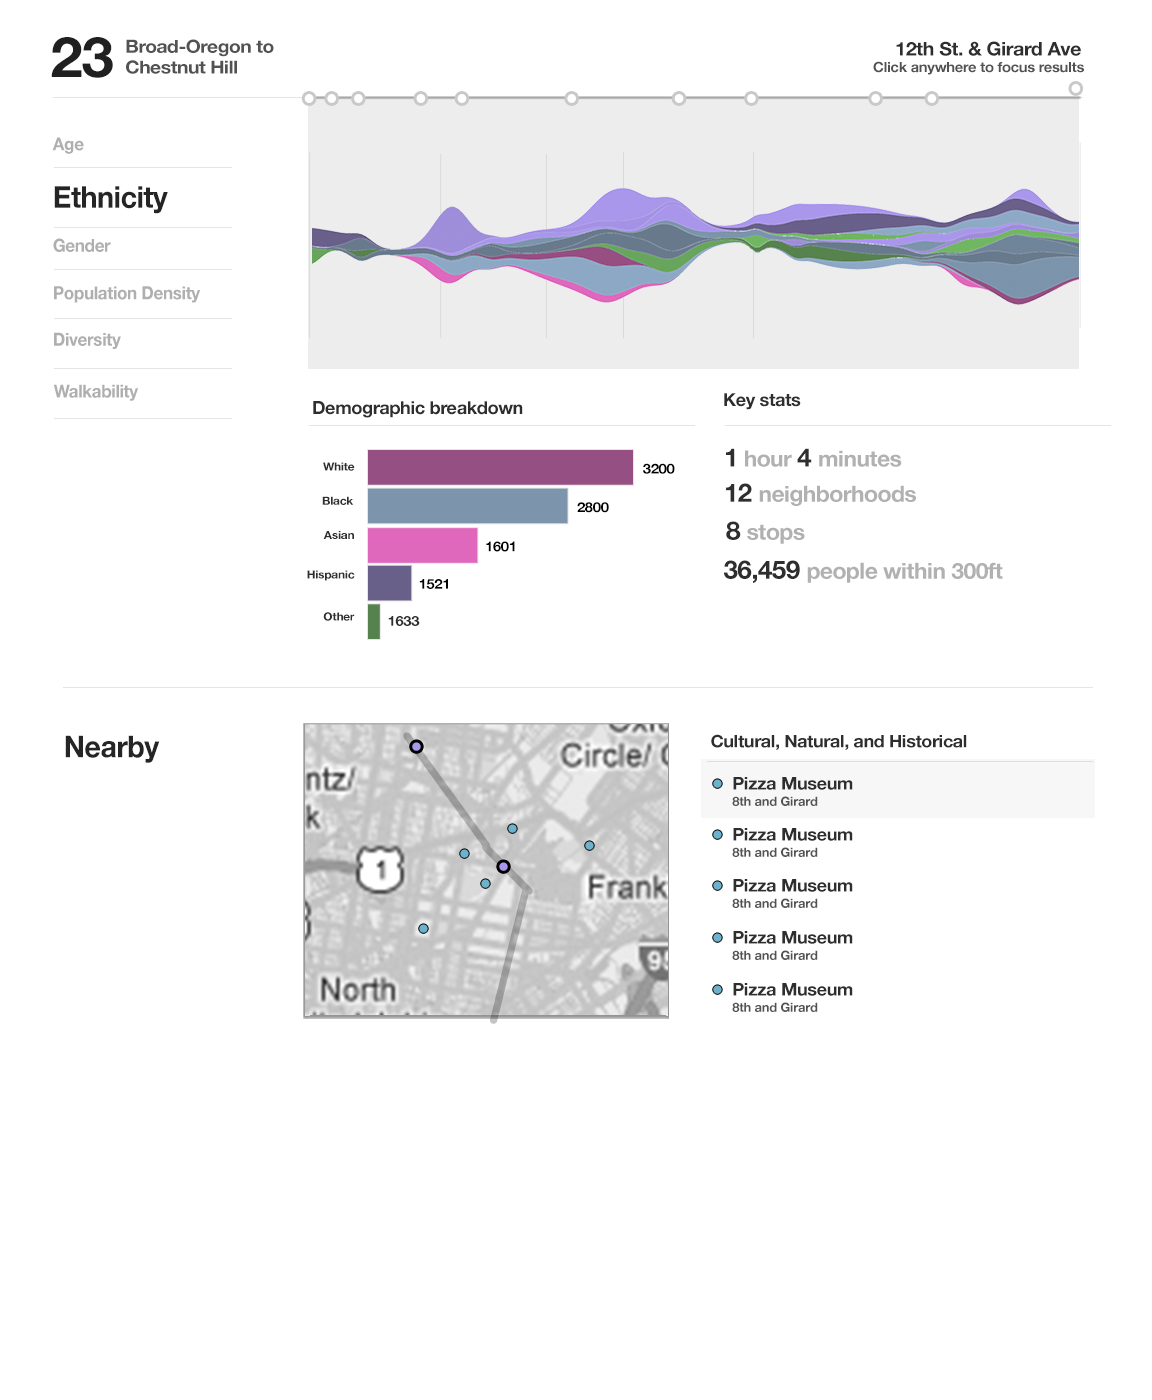 23
Broad-Oregon to
Chestnut Hill
12th St. & Girard Ave
Click anywhere to focus results
Age
Ethnicity
Gender
Population Density
Diversity
Walkability
Demographic breakdown
White 3200
Black 2800
Asian 1601
Hispanic 1521
Other 1633
Key stats
1 hour 4 minutes
12 neighborhoods
8 stops
36,459 people within 300ft
Nearby
Circle/
ntz/
k
1
Frank
95
North
Cultural, Natural, and Historical
Pizza Museum
8th and Girard
Pizza Museum
8th and Girard
Pizza Museum
8th and Girard
Pizza Museum
8th and Girard
Pizza Museum
8th and Girard